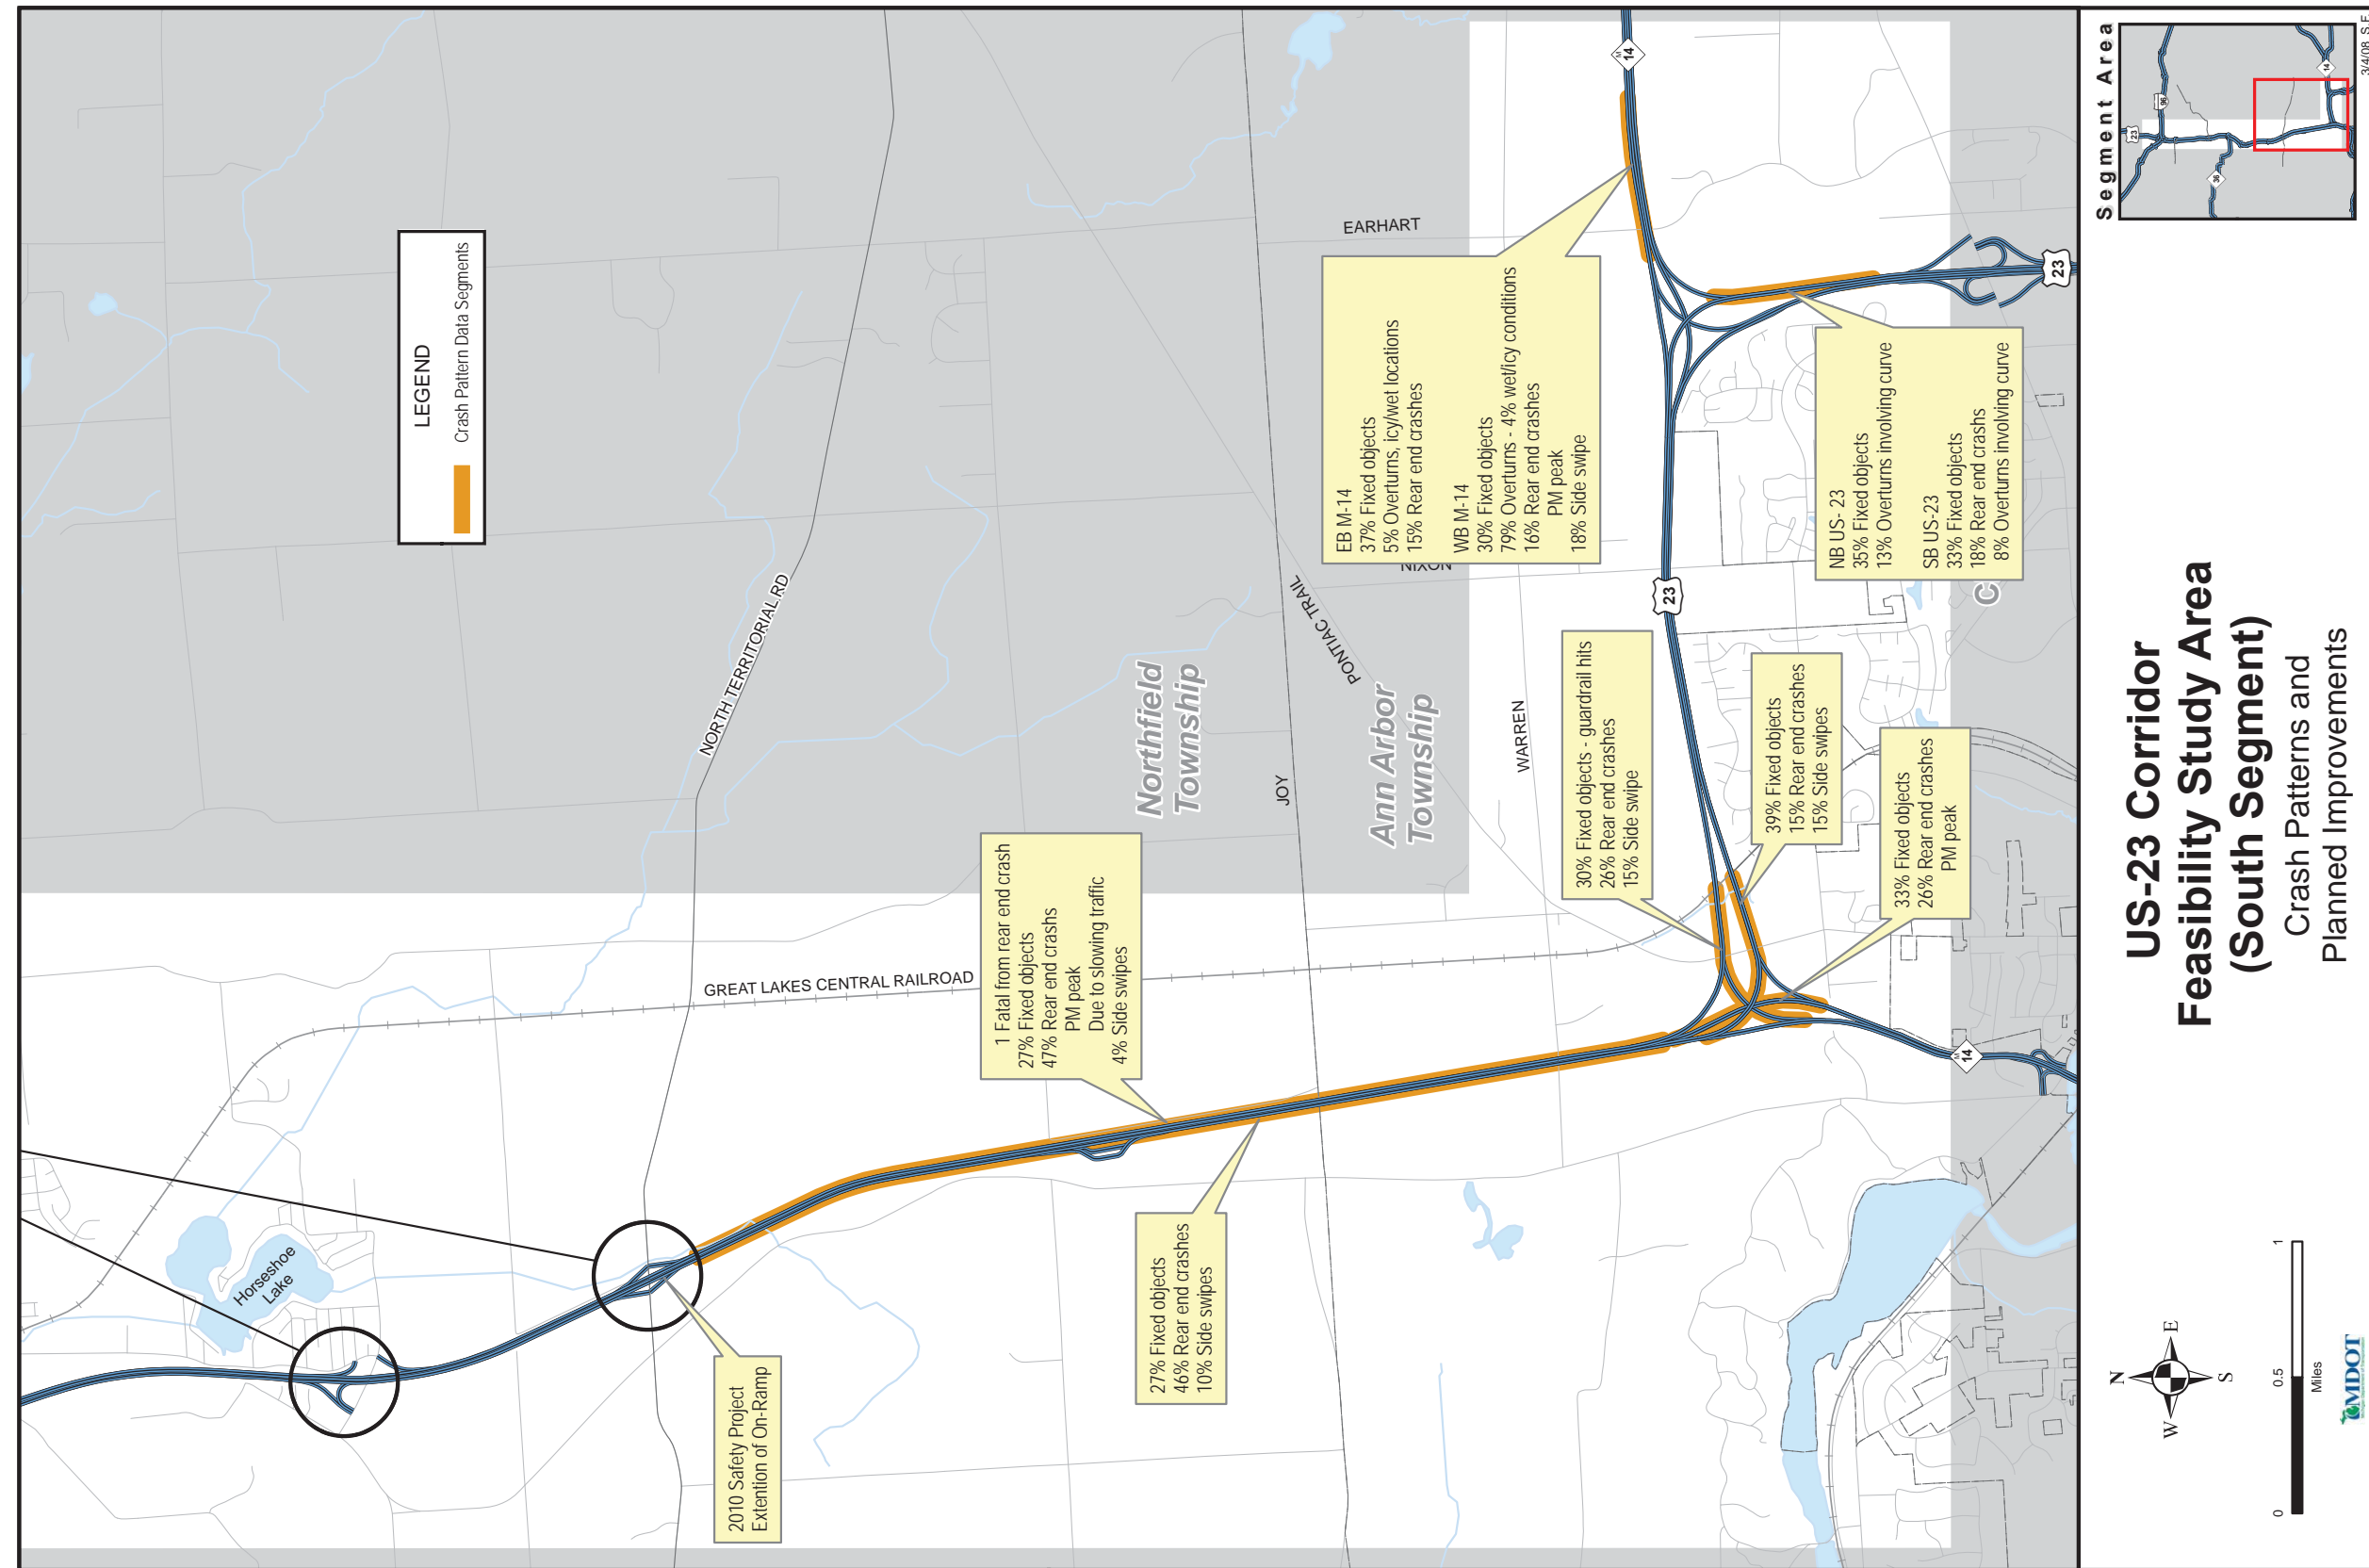 US-23 Corridor
Feasibility Study Area
(South Segment)
Crash Patterns and
Planned Improvements
Segment Area
23
96
36
14
3/4/08 S.F.
LEGEND
Crash Pattern Data Segments
Horseshoe
Lake
NORTH TERRITORIAL RD
GREAT LAKES CENTRAL RAILROAD
Northfield
Township
JOY
PONTIAC TRAIL
Ann Arbor
Township
WARREN
NIXON
EARHART
C
M
14
23
23
M
14
2010 Safety Project
Extention of On-Ramp
1 Fatal from rear end crash
27% Fixed objects
47% Rear end crashes
PM peak
Due to slowing traffic
4% Side swipes
27% Fixed objects
46% Rear end crashes
10% Side swipes
30% Fixed objects - guardrail hits
26% Rear end crashes
15% Side swipe
39% Fixed objects
15% Rear end crashes
15% Side swipes
33% Fixed objects
26% Rear end crashes
PM peak
EB M-14
37% Fixed objects
5% Overturns, icy/wet locations
15% Rear end crashes
WB M-14
30% Fixed objects
79% Overturns - 4% wet/icy conditions
16% Rear end crashes
PM peak
18% Side swipe
NB US- 23
35% Fixed objects
13% Overturns involving curve
SB US-23
33% Fixed objects
18% Rear end crashs
8% Overturns involving curve
N
W
E
S
0
0.5
1
Miles
MDOT